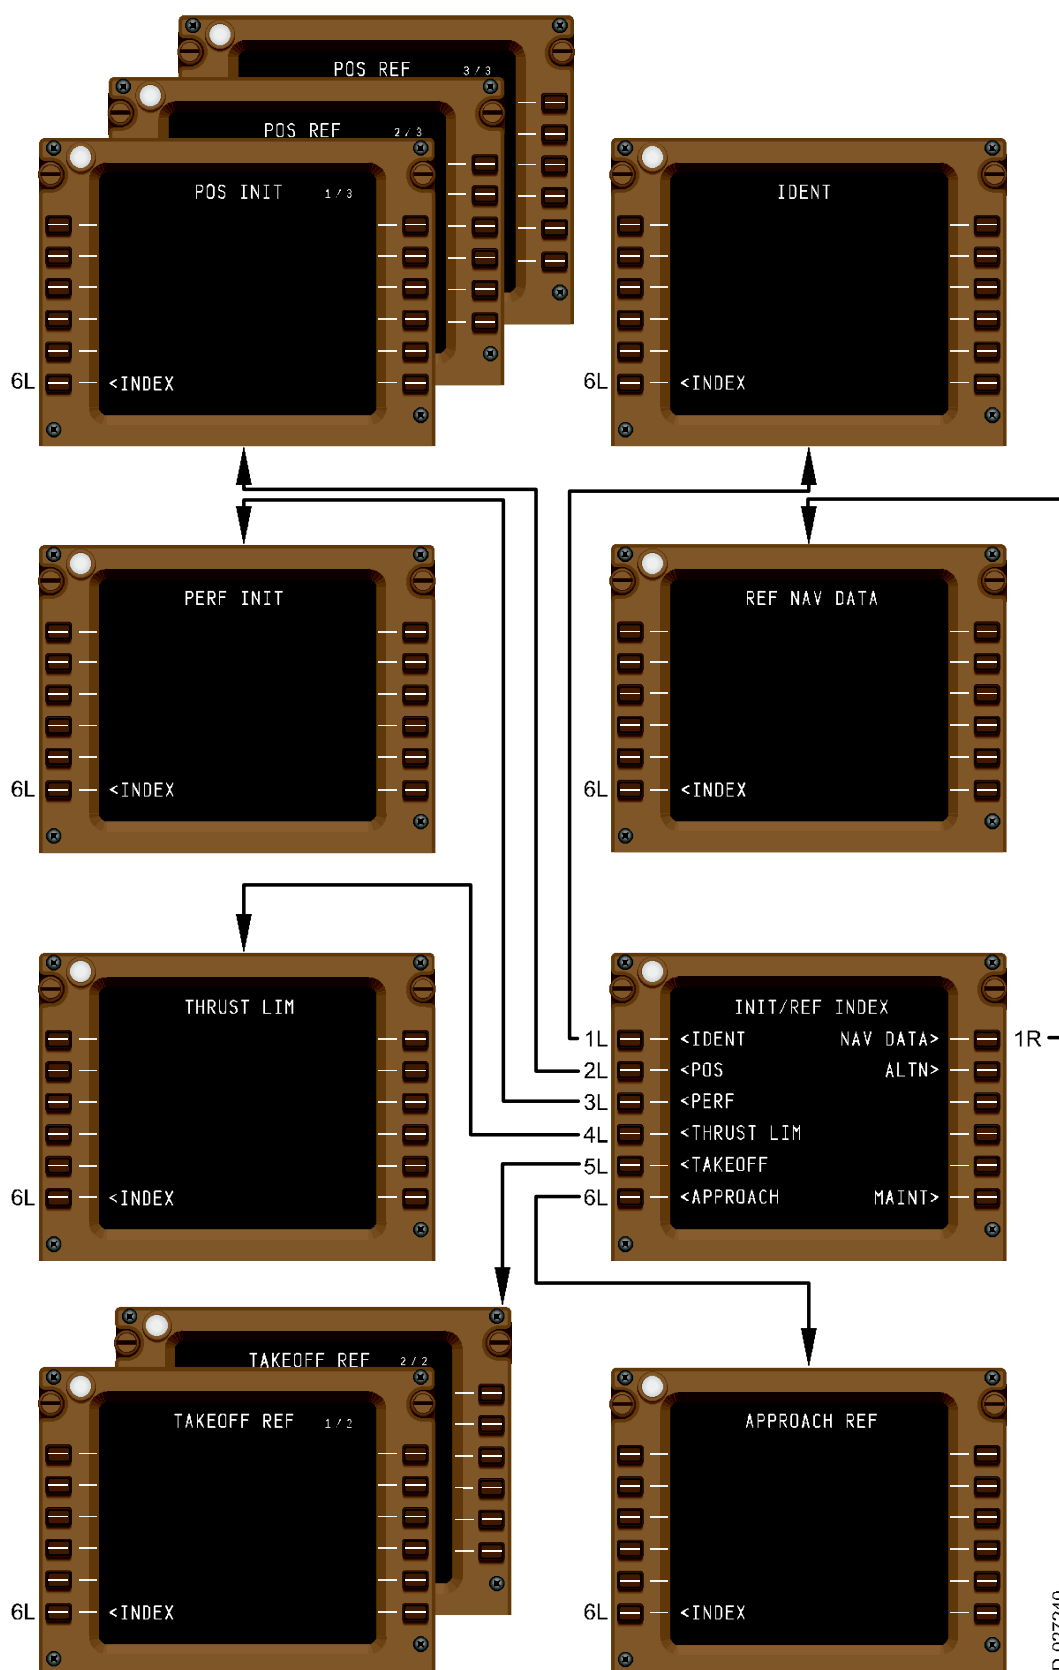 POS REF 3/3
POS REF 2/3
POS INIT 1/3
6L <INDEX
IDENT
6L <INDEX
PERF INIT
6L <INDEX
REF NAV DATA
6L <INDEX
THRUST LIM
6L <INDEX
INIT/REF INDEX
1L <IDENT NAV DATA> 1R
2L <POS ALTN>
3L <PERF
4L <THRUST LIM
5L <TAKEOFF
6L <APPROACH MAINT>
TAKEOFF REF 2/2
TAKEOFF REF 1/2
6L <INDEX
APPROACH REF
6L <INDEX